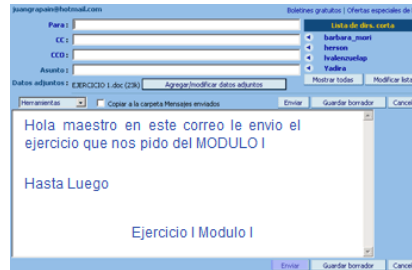 juangrapain@hotmail.com
Boletines gratuitos | Ofertas especiales de
Para :
Lista de dirs. corta
CC :
barbara_mori
herson
CCO :
lvalenzuelap
Asunto :
Yadira
Datos adjuntos : EJERCICIO 1.doc (23k) Agregar/modificar datos adjuntos
Mostrar todas Modificar lista
Herramientas Copiar a la carpeta Mensajes enviados Enviar Guardar borrador Cancel
Hola maestro en este correo le envio el
ejercicio que nos pido del MODULO I
Hasta Luego
Ejercicio I Modulo I
Enviar Guardar borrador Cancel